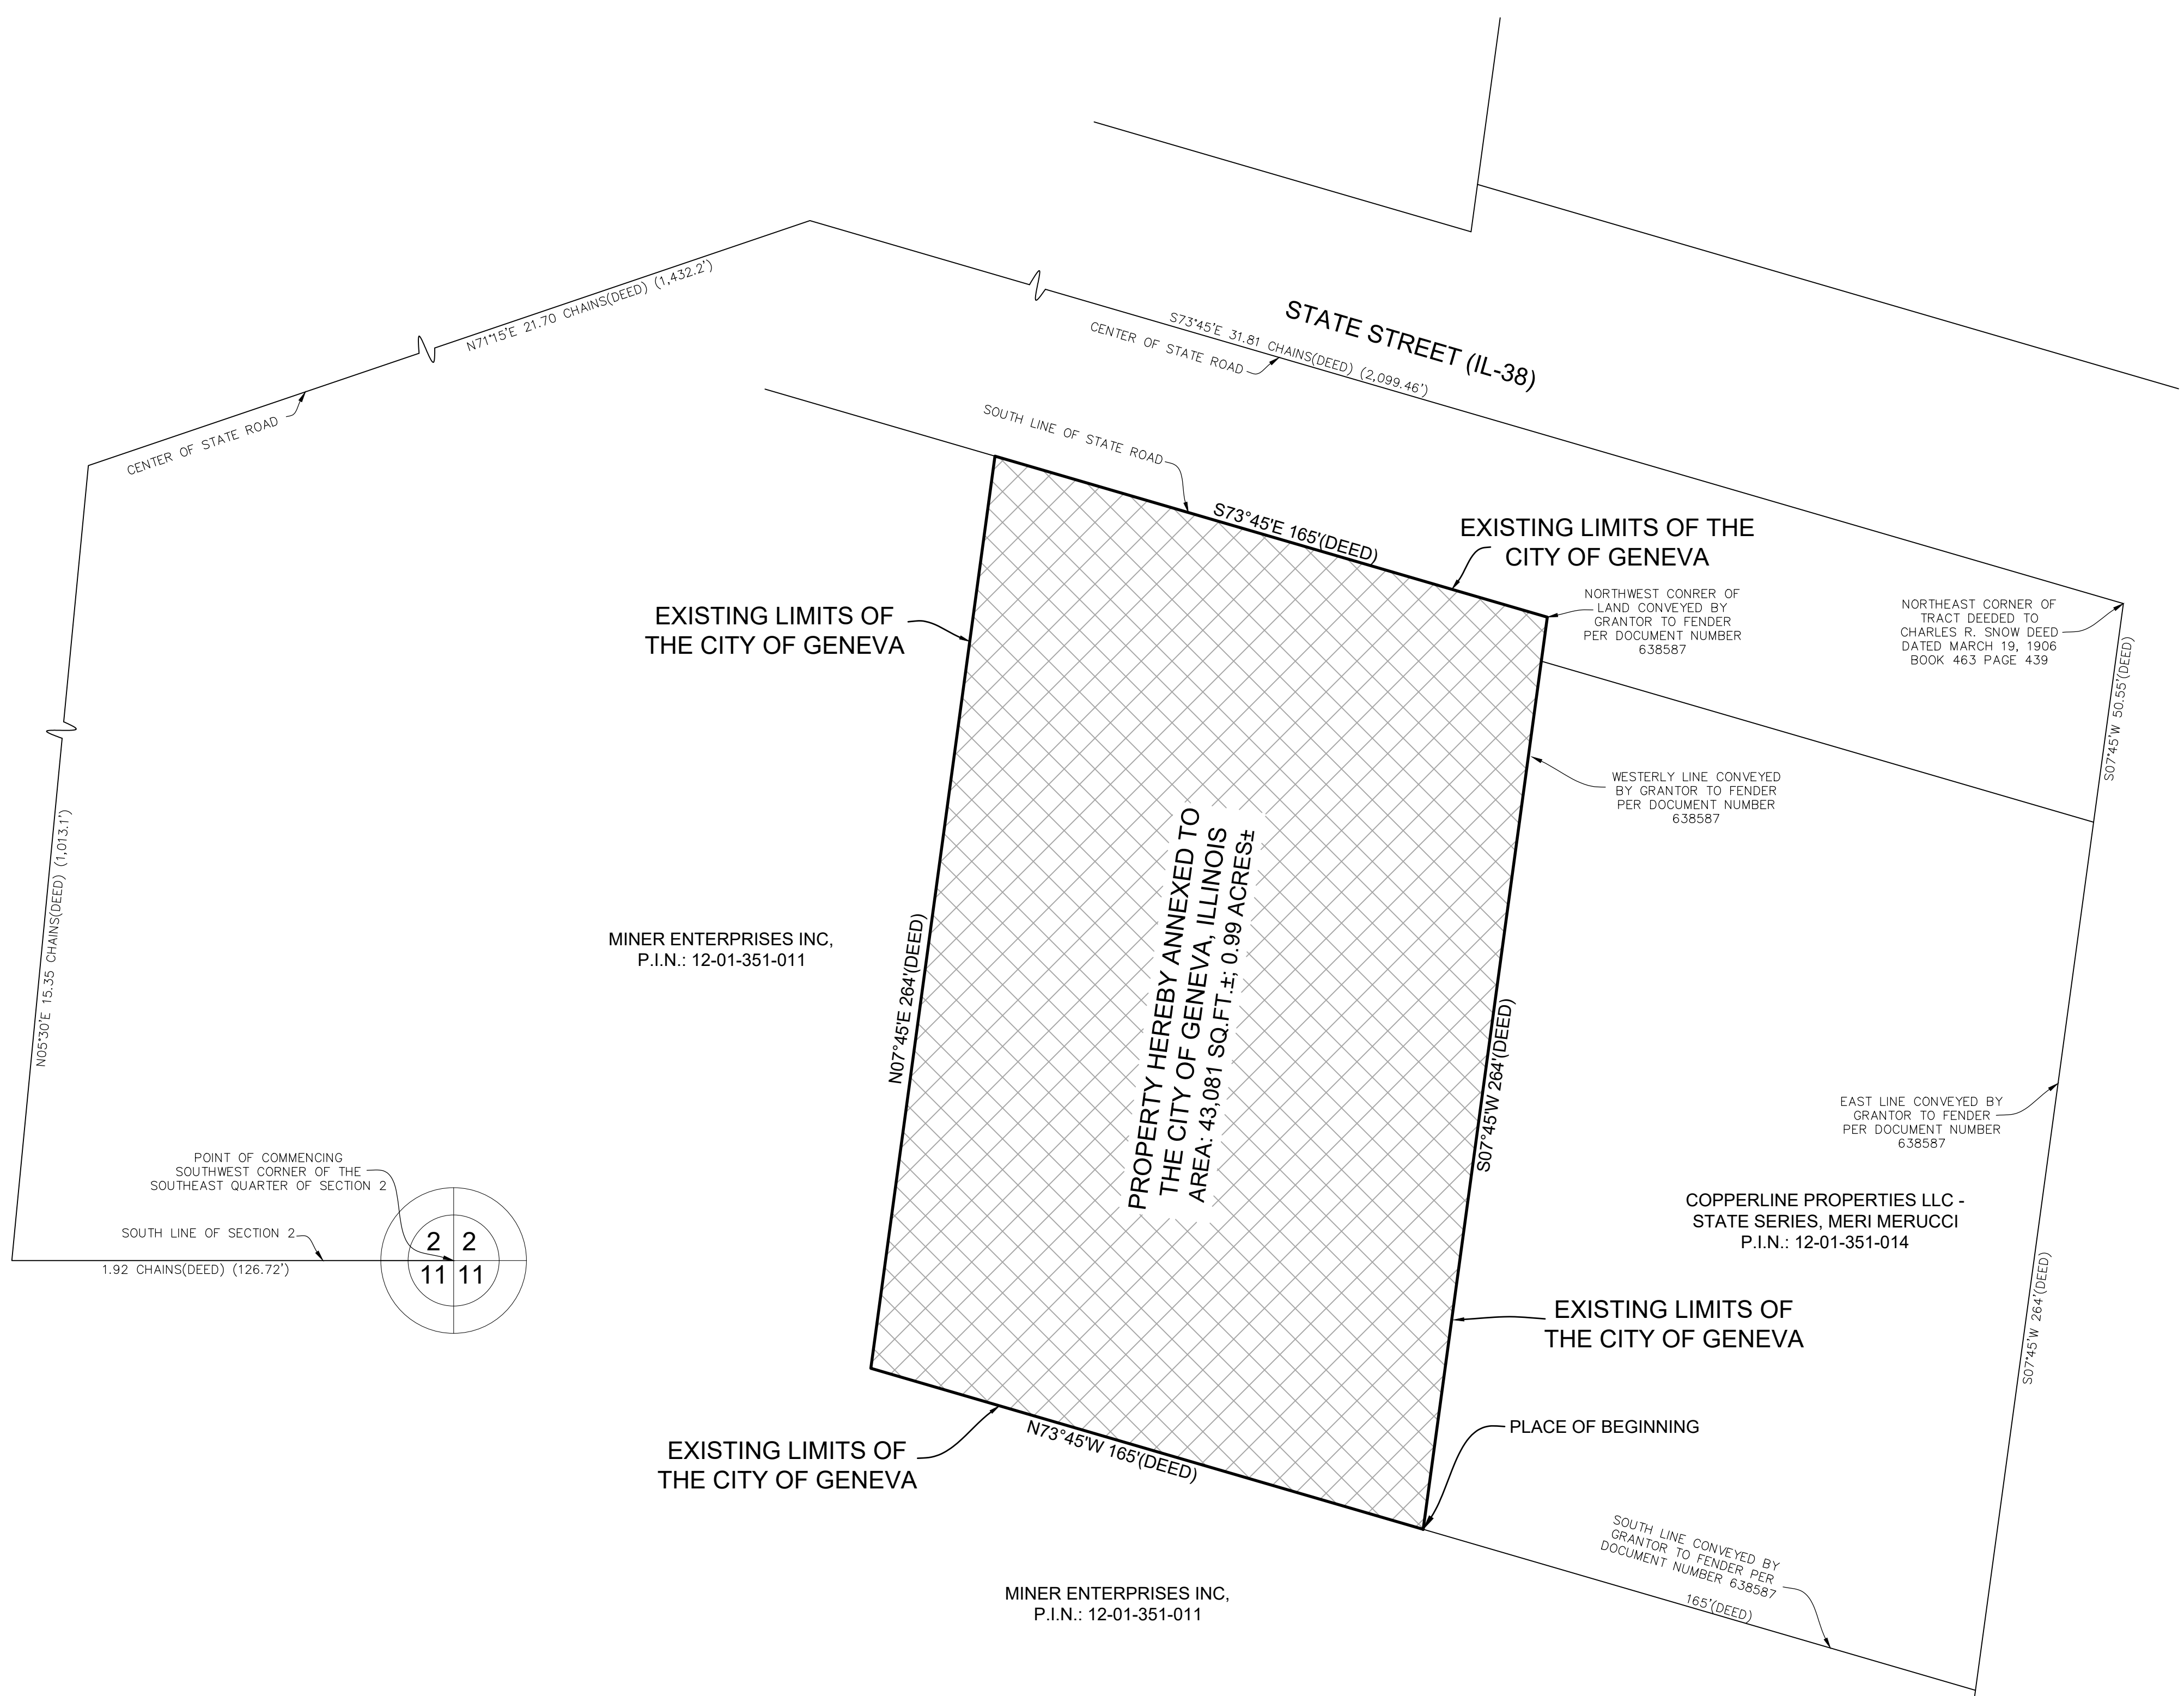 N71°15'E 21.70 CHAINS(DEED) (1,432.2')
CENTER OF STATE ROAD
STATE STREET (IL-38)
S73°45'E 31.81 CHAINS(DEED) (2,099.46')
CENTER OF STATE ROAD
SOUTH LINE OF STATE ROAD
S73°45'E 165'(DEED)
EXISTING LIMITS OF THE
CITY OF GENEVA
NORTHWEST CONRER OF
LAND CONVEYED BY
GRANTOR TO FENDER
PER DOCUMENT NUMBER
638587
NORTHEAST CORNER OF
TRACT DEEDED TO
CHARLES R. SNOW DEED
DATED MARCH 19, 1906
BOOK 463 PAGE 439
S07°45'W 50.55'(DEED)
EXISTING LIMITS OF
THE CITY OF GENEVA
WESTERLY LINE CONVEYED
BY GRANTOR TO FENDER
PER DOCUMENT NUMBER
638587
N05°30'E 15.35 CHAINS(DEED) (1,013.1')
MINER ENTERPRISES INC,
P.I.N.: 12-01-351-011
N07°45'E 264'(DEED)
PROPERTY HEREBY ANNEXED TO
THE CITY OF GENEVA, ILLINOIS
AREA: 43,081 SQ.FT.±; 0.99 ACRES±
S07°45'W 264'(DEED)
EAST LINE CONVEYED BY
GRANTOR TO FENDER
PER DOCUMENT NUMBER
638587
POINT OF COMMENCING
SOUTHWEST CORNER OF THE
SOUTHEAST QUARTER OF SECTION 2
SOUTH LINE OF SECTION 2
1.92 CHAINS(DEED) (126.72')
2 2
11 11
COPPERLINE PROPERTIES LLC -
STATE SERIES, MERI MERUCCI
P.I.N.: 12-01-351-014
S07°45'W 264'(DEED)
EXISTING LIMITS OF
THE CITY OF GENEVA
PLACE OF BEGINNING
EXISTING LIMITS OF
THE CITY OF GENEVA
N73°45'W 165'(DEED)
SOUTH LINE CONVEYED BY
GRANTOR TO FENDER PER
DOCUMENT NUMBER 638587
165'(DEED)
MINER ENTERPRISES INC,
P.I.N.: 12-01-351-011